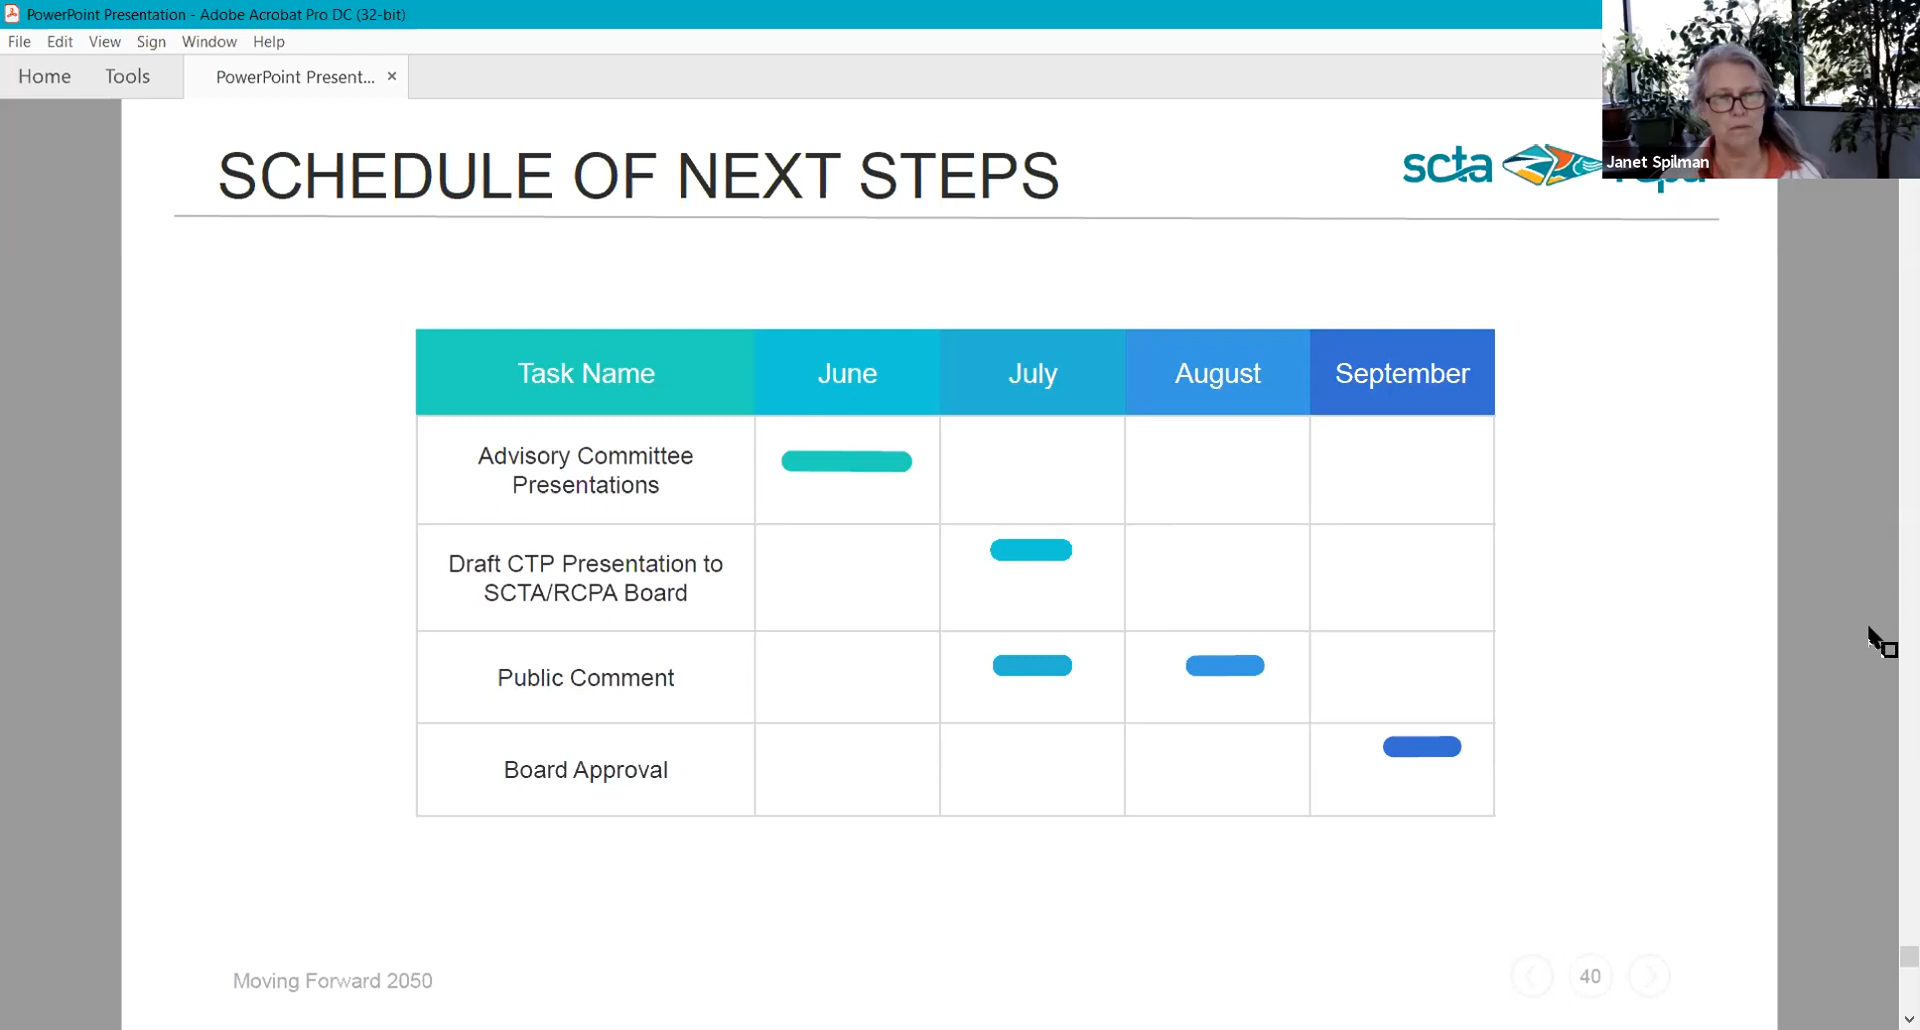 PowerPoint Presentation - Adobe Acrobat Pro DC (32-bit)
File Edit View Sign Window Help
Home Tools PowerPoint Present... ×
SCHEDULE OF NEXT STEPS
scta
Janet Spilman
Task Name June July August September
Advisory Committee
Presentations
Draft CTP Presentation to
SCTA/RCPA Board
Public Comment
Board Approval
Moving Forward 2050
40